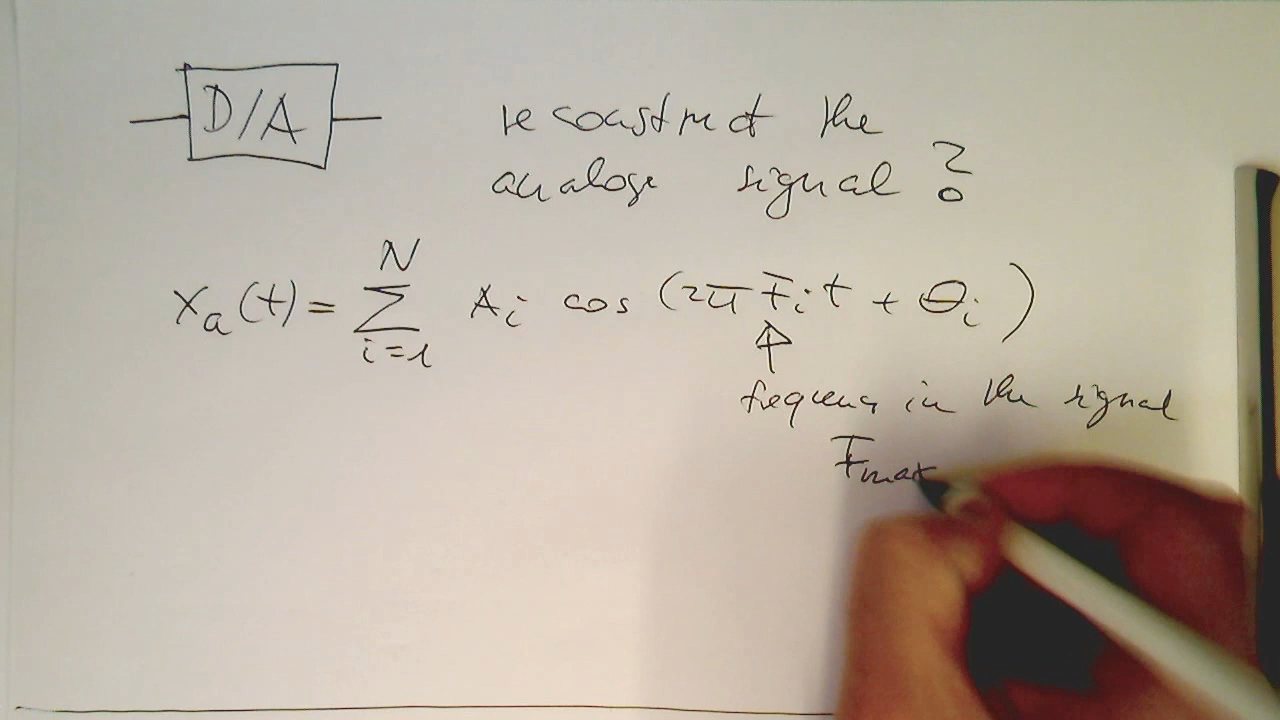 D/A
reconstruct the
analoge signal?
xₐ(t) = Σ_{i=1}^{N} Aᵢ cos (2π Fᵢ t + Θᵢ)
frequency in the signal
Fmax